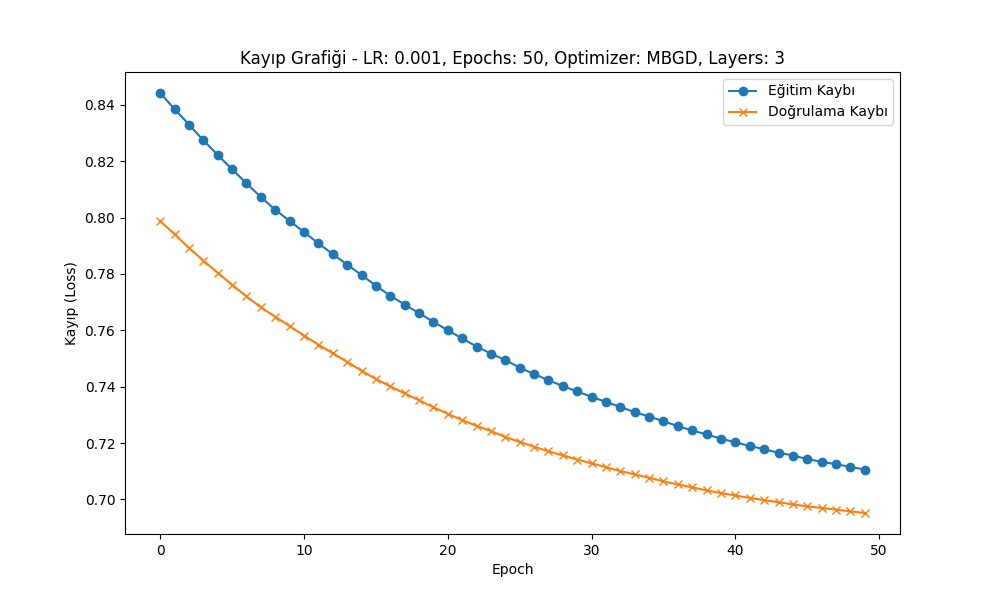 Kayıp Grafiği - LR: 0.001, Epochs: 50, Optimizer: MBGD, Layers: 3
Eğitim Kaybı
Doğrulama Kaybı
Kayıp (Loss)
0.84
0.82
0.80
0.78
0.76
0.74
0.72
0.70
0 10 20 30 40 50
Epoch